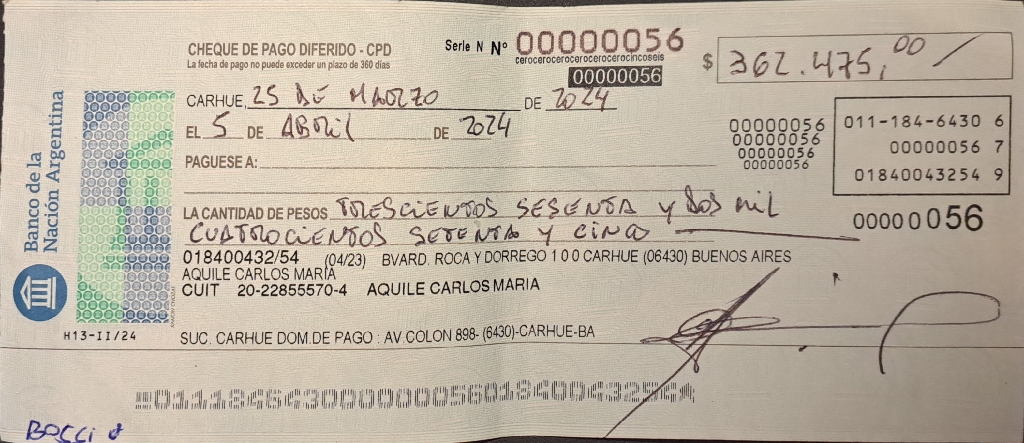 CHEQUE DE PAGO DIFERIDO - CPD
La fecha de pago no puede exceder un plazo de 360 días
Serie N Nº 00000056
cerocerocerocerocerocerocincoseis
00000056
$ 362.475,00
CARHUE, 25 DE MARZO DE 2024
EL 5 DE ABRIL DE 2024
PAGUESE A:
00000056
00000056
00000056
00000056
011-184-6430 6
00000056 7
01840043254 9
LA CANTIDAD DE PESOS TRESCIENTOS SESENTA Y DOS MIL
CUATROCIENTOS SETENTA Y CINCO
00000056
018400432/54 (04/23) BVARD. ROCA Y DORREGO 1 0 0 CARHUE (06430) BUENOS AIRES
AQUILE CARLOS MARÍA
CUIT 20-22855570-4 AQUILE CARLOS MARIA
SUC. CARHUE DOM.DE PAGO : AV.COLON 898- (6430)-CARHUE-BA
Banco de la
Nación Argentina
H13-II/24
01118464300000005601840043254